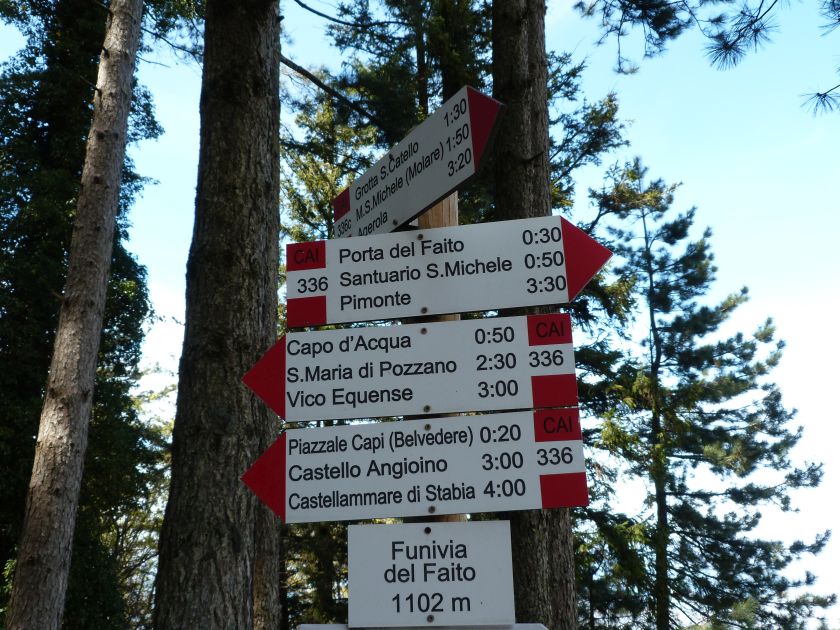 Grotta S.Catello 1:30
336c M.S.Michele (Molare) 1:50
Agerola 3:20
CAI Porta del Faito 0:30
336 Santuario S.Michele 0:50
Pimonte 3:30
Capo d'Acqua 0:50 CAI
S.Maria di Pozzano 2:30 336
Vico Equense 3:00
Piazzale Capi (Belvedere) 0:20 CAI
Castello Angioino 3:00 336
Castellammare di Stabia 4:00
Funivia
del Faito
1102 m